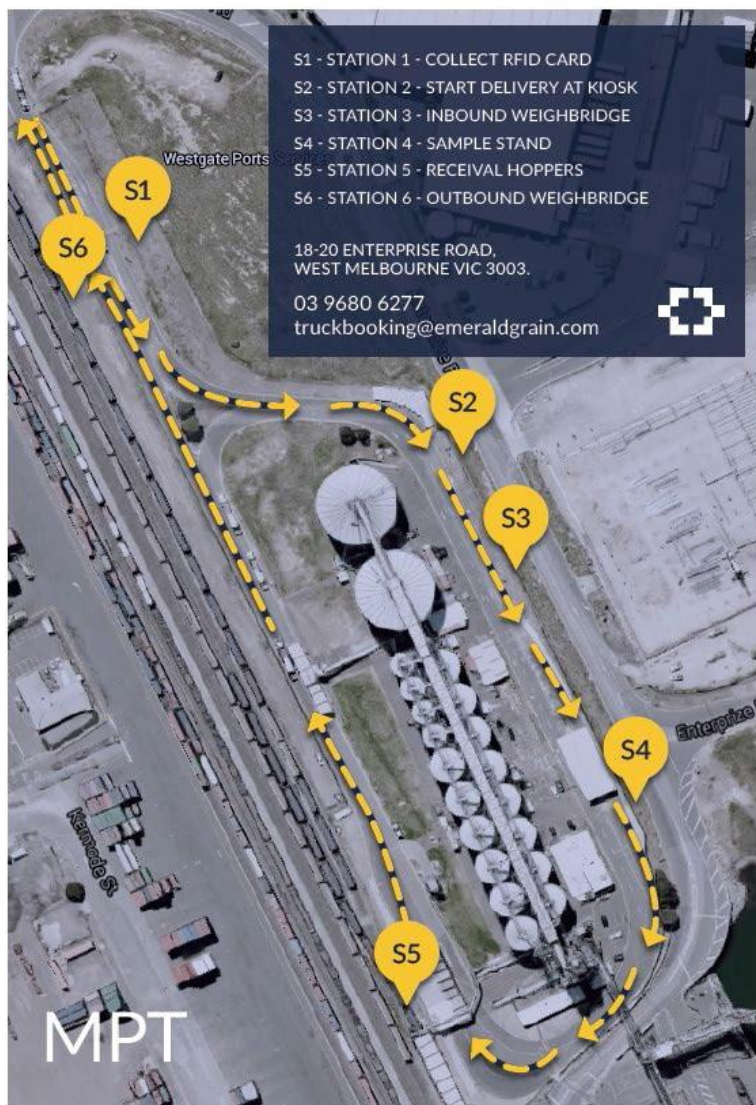 S1 - STATION 1 - COLLECT RFID CARD
S2 - STATION 2 - START DELIVERY AT KIOSK
S3 - STATION 3 - INBOUND WEIGHBRIDGE
S4 - STATION 4 - SAMPLE STAND
S5 - STATION 5 - RECEIVAL HOPPERS
S6 - STATION 6 - OUTBOUND WEIGHBRIDGE
18-20 ENTERPRISE ROAD,
WEST MELBOURNE VIC 3003.
03 9680 6277
truckbooking@emeraldgrain.com
Westgate Ports
S1
S6
S2
S3
S4
Enterprize
S5
Kelmode St
MPT